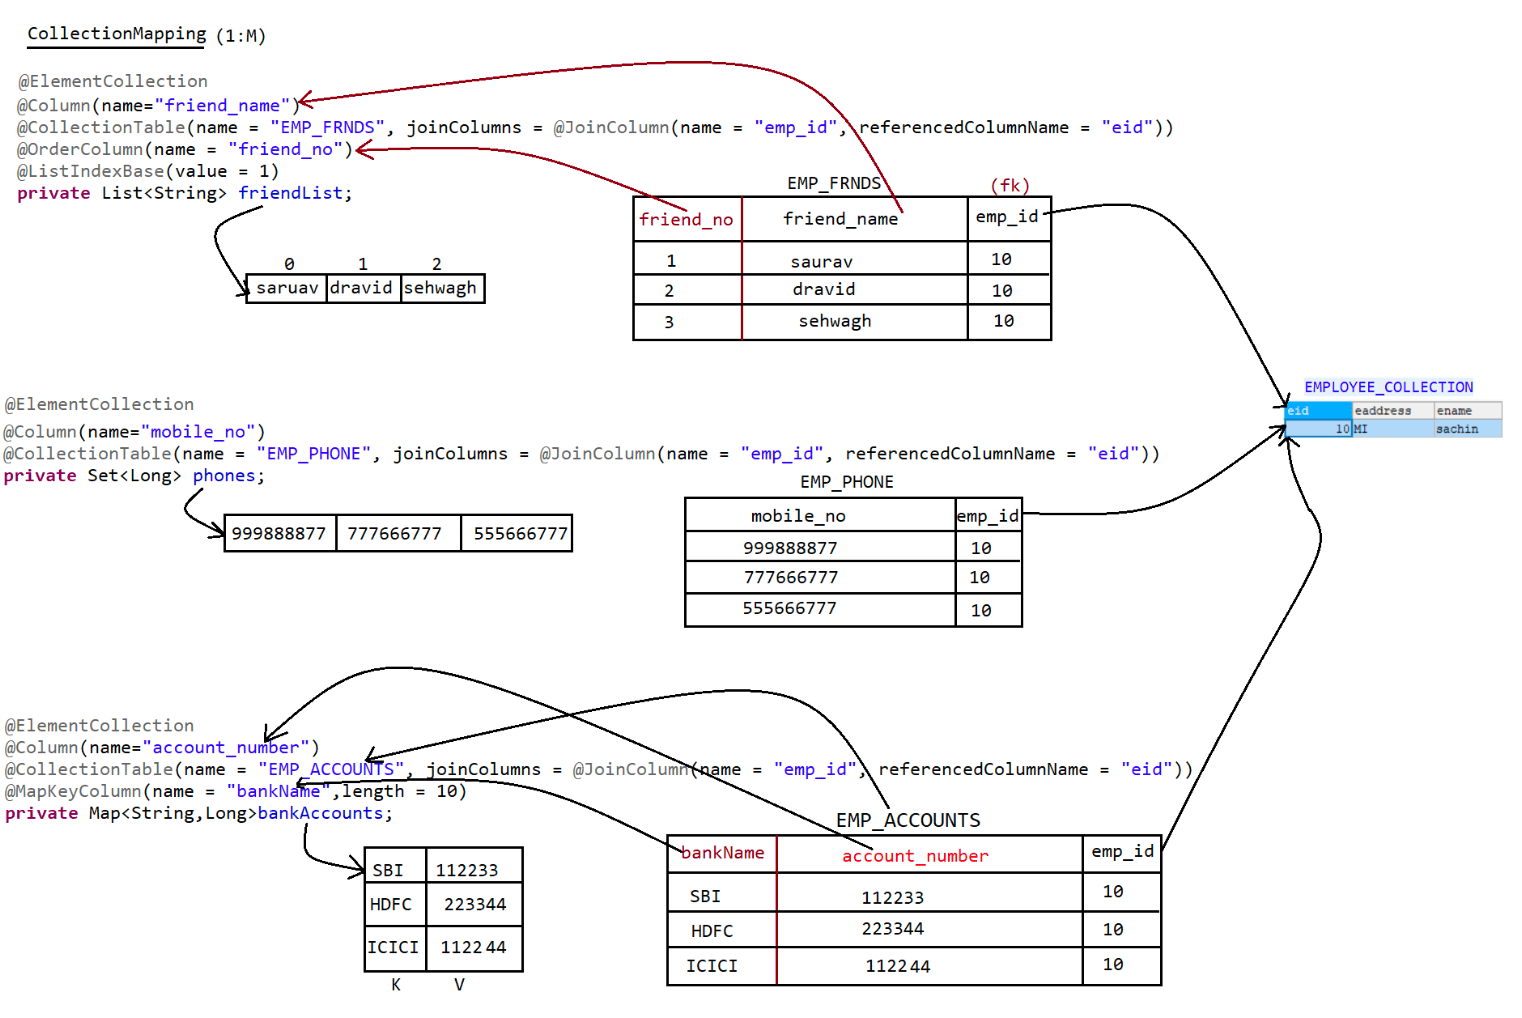 CollectionMapping (1:M)
@ElementCollection
@Column(name="friend_name")
@CollectionTable(name = "EMP_FRNDS", joinColumns = @JoinColumn(name = "emp_id", referencedColumnName = "eid"))
@OrderColumn(name = "friend_no")
@ListIndexBase(value = 1)
private List<String> friendList;
0 1 2
saruav dravid sehwagh
EMP_FRNDS (fk)
friend_no friend_name emp_id
1 saurav 10
2 dravid 10
3 sehwagh 10
EMPLOYEE_COLLECTION
eid eaddress ename
10 MI sachin
@ElementCollection
@Column(name="mobile_no")
@CollectionTable(name = "EMP_PHONE", joinColumns = @JoinColumn(name = "emp_id", referencedColumnName = "eid"))
private Set<Long> phones;
999888877 777666777 555666777
EMP_PHONE
mobile_no emp_id
999888877 10
777666777 10
555666777 10
@ElementCollection
@Column(name="account_number")
@CollectionTable(name = "EMP_ACCOUNTS", joinColumns = @JoinColumn(name = "emp_id", referencedColumnName = "eid"))
@MapKeyColumn(name = "bankName",length = 10)
private Map<String,Long>bankAccounts;
SBI 112233
HDFC 223344
ICICI 112244
K V
EMP_ACCOUNTS
bankName account_number emp_id
SBI 112233 10
HDFC 223344 10
ICICI 112244 10